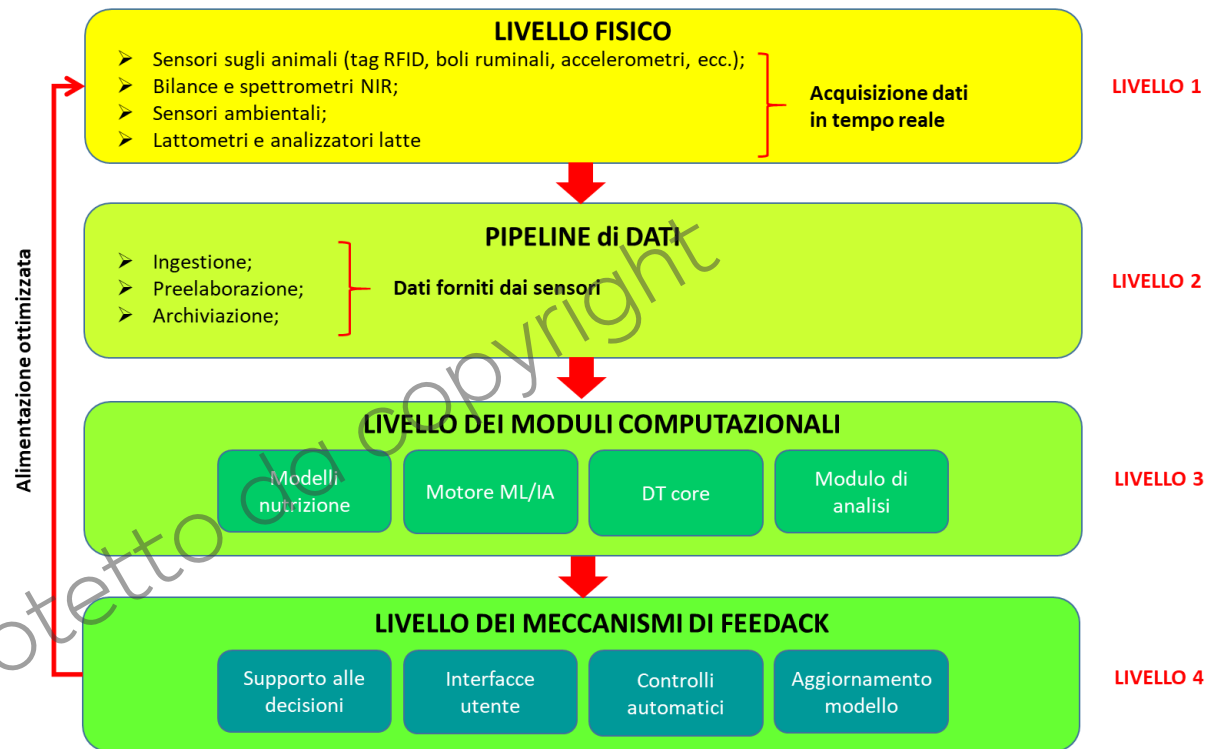 LIVELLO FISICO
➢ Sensori sugli animali (tag RFID, boli ruminali, accelerometri, ecc.);
➢ Bilance e spettrometri NIR;
➢ Sensori ambientali;
➢ Lattometri e analizzatori latte
Acquisizione dati
in tempo reale
LIVELLO 1
PIPELINE di DATI
➢ Ingestione;
➢ Preelaborazione;
➢ Archiviazione;
Dati forniti dai sensori
LIVELLO 2
Alimentazione ottimizzata
LIVELLO DEI MODULI COMPUTAZIONALI
Modelli
nutrizione
Motore ML/IA
DT core
Modulo di
analisi
LIVELLO 3
LIVELLO DEI MECCANISMI DI FEEDACK
Supporto alle
decisioni
Interfacce
utente
Controlli
automatici
Aggiornamento
modello
LIVELLO 4
otetto da copyright